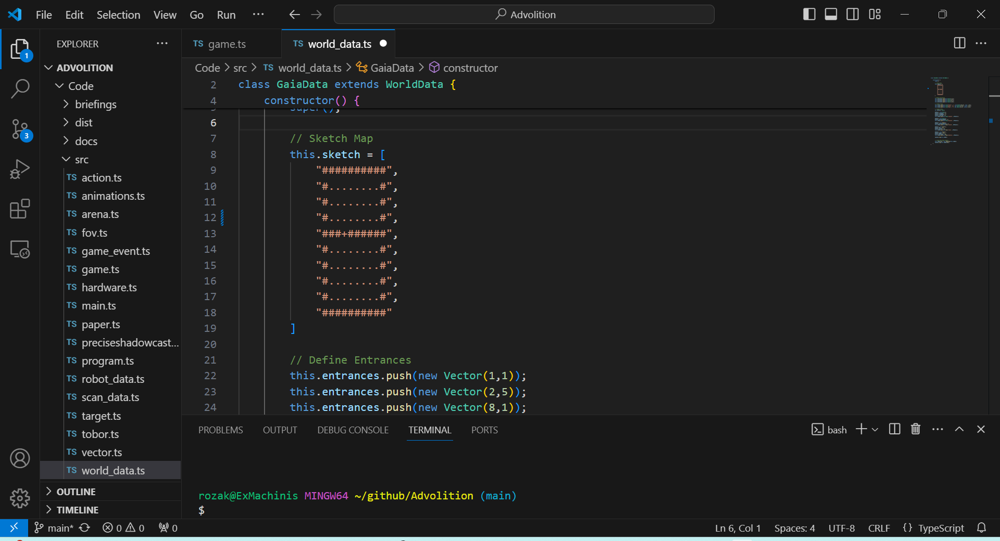 File Edit Selection View Go Run ···
Advolition
EXPLORER
ADVOLITION
Code
briefings
dist
docs
src
TS action.ts
TS animations.ts
TS arena.ts
TS fov.ts
TS game_event.ts
TS game.ts
TS hardware.ts
TS main.ts
TS paper.ts
TS preciseshadowcast...
TS program.ts
TS robot_data.ts
TS scan_data.ts
TS target.ts
TS tobor.ts
TS vector.ts
TS world_data.ts
OUTLINE
TIMELINE
1
3
TS game.ts
TS world_data.ts
Code > src > TS world_data.ts > GaiaData > constructor
2 class GaiaData extends WorldData {
4 constructor() {
5 super();
6
7 // Sketch Map
8 this.sketch = [
9 "##########",
10 "#........#",
11 "#........#",
12 "#........#",
13 "###+######",
14 "#........#",
15 "#........#",
16 "#........#",
17 "#........#",
18 "##########"
19 ]
20
21 // Define Entrances
22 this.entrances.push(new Vector(1,1));
23 this.entrances.push(new Vector(2,5));
24 this.entrances.push(new Vector(8,1));
PROBLEMS OUTPUT DEBUG CONSOLE TERMINAL PORTS
bash
rozak@ExMachinis MINGW64 ~/github/Advolition (main)
$
main* 0 0 0
Ln 6, Col 1 Spaces: 4 UTF-8 CRLF {} TypeScript